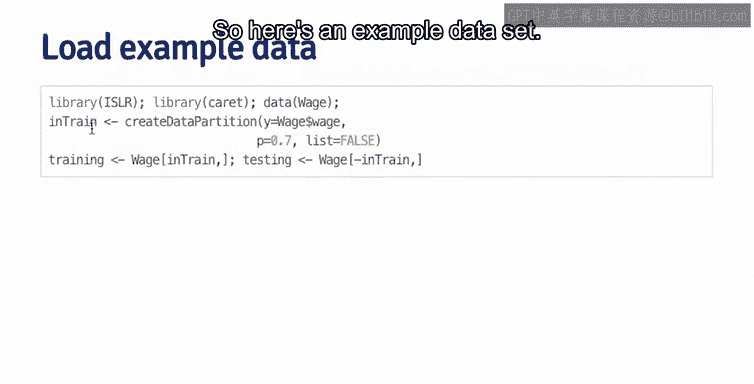 So here's an example data set.
Load example data
library(ISLR); library(caret); data(Wage);
inTrain <- createDataPartition(y=Wage$wage,
p=0.7, list=FALSE)
training <- Wage[inTrain,]; testing <- Wage[-inTrain,]